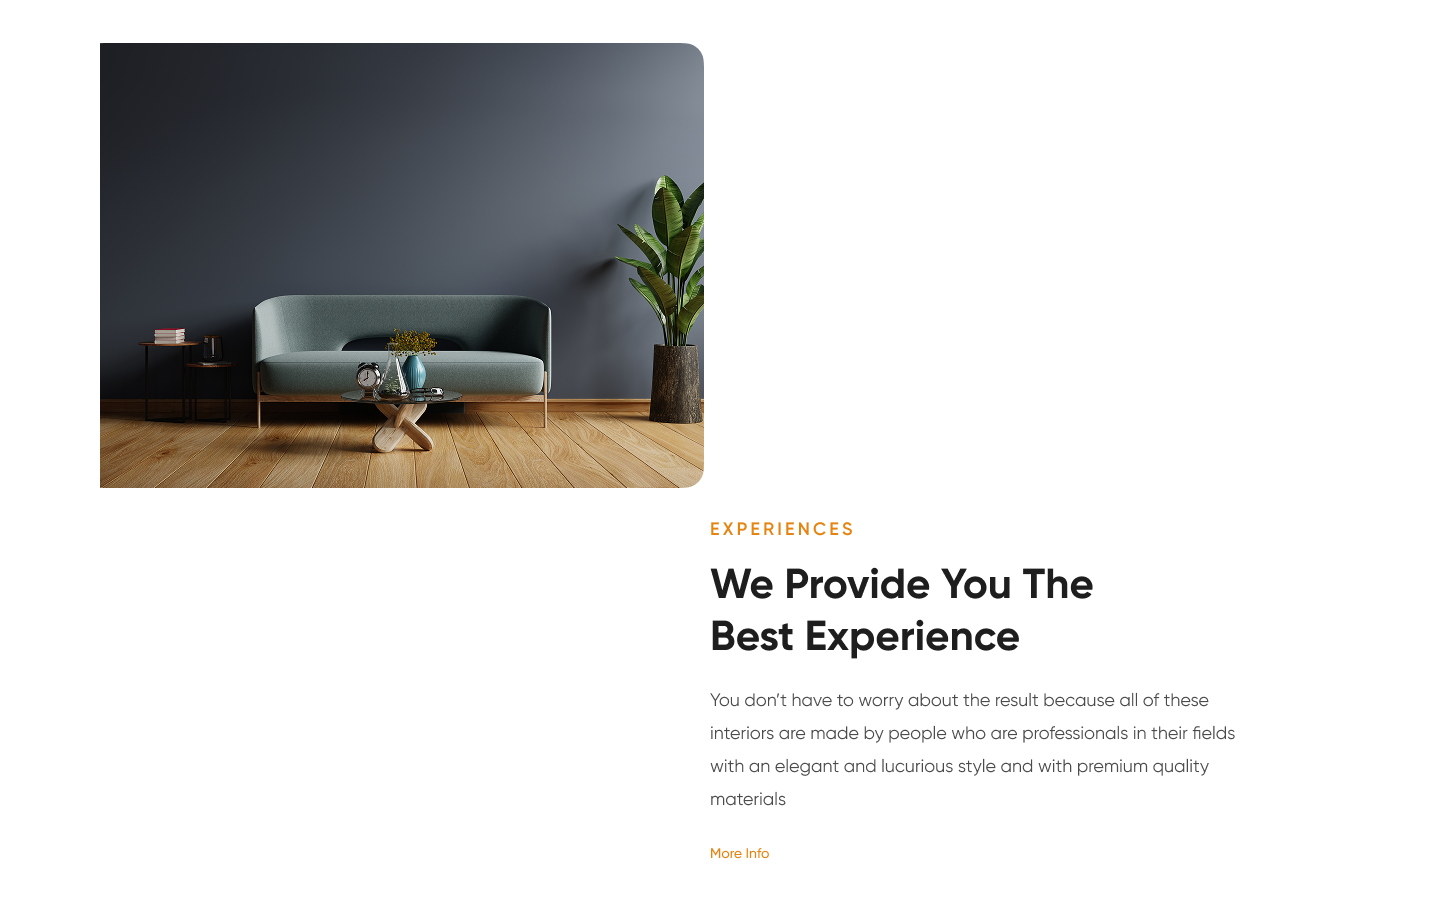 EXPERIENCES
We Provide You The
Best Experience
You don’t have to worry about the result because all of these
interiors are made by people who are professionals in their fields
with an elegant and lucurious style and with premium quality
materials
More Info